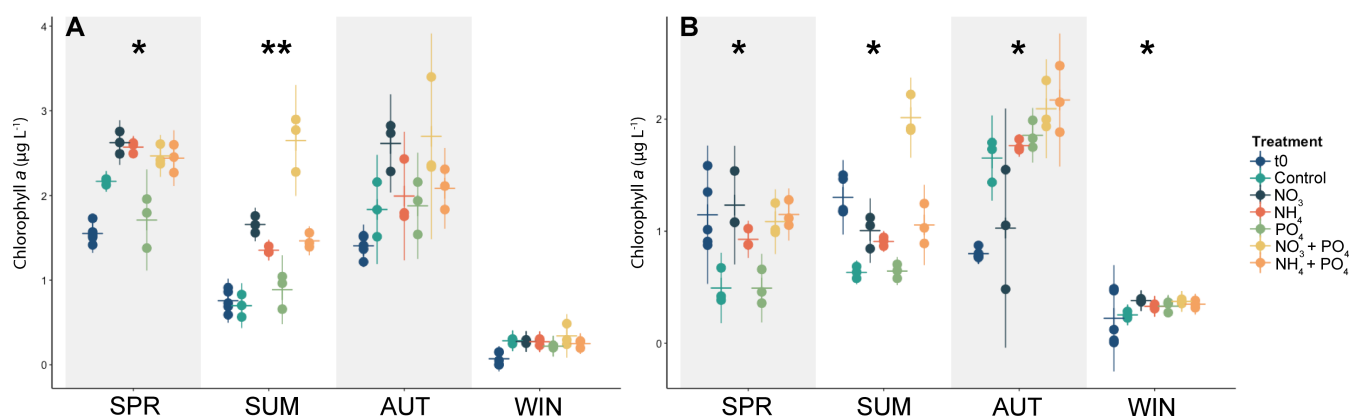 A
B
*
**
*
*
*
*
Chlorophyll a (µg L⁻¹)
4
3
2
1
0
SPR
SUM
AUT
WIN
Chlorophyll a (µg L⁻¹)
2
1
0
SPR
SUM
AUT
WIN
Treatment
t0
Control
NO₃
NH₄
PO₄
NO₃ + PO₄
NH₄ + PO₄